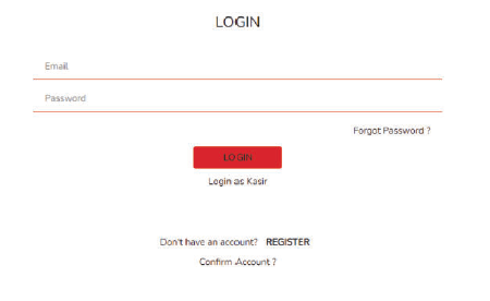 LOGIN
Email
Password
Forgot Password ?
LOGIN
Login as Kasir
Don't have an account? REGISTER
Confirm Account ?